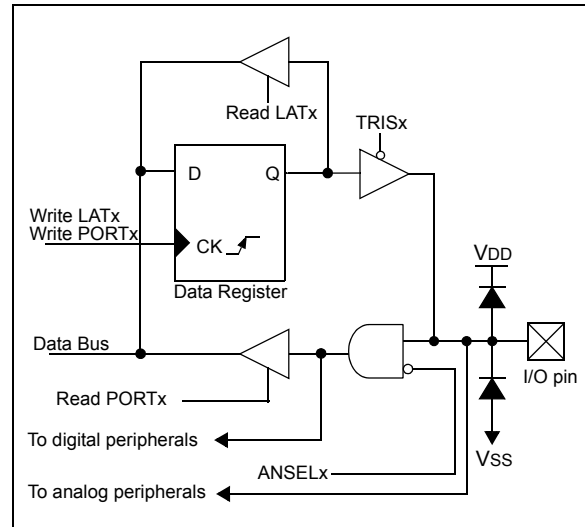 Read LATx
TRISx
D
Q
Write LATx
Write PORTx
CK
Data Register
VDD
Data Bus
I/O pin
Read PORTx
To digital peripherals
VSS
ANSELx
To analog peripherals